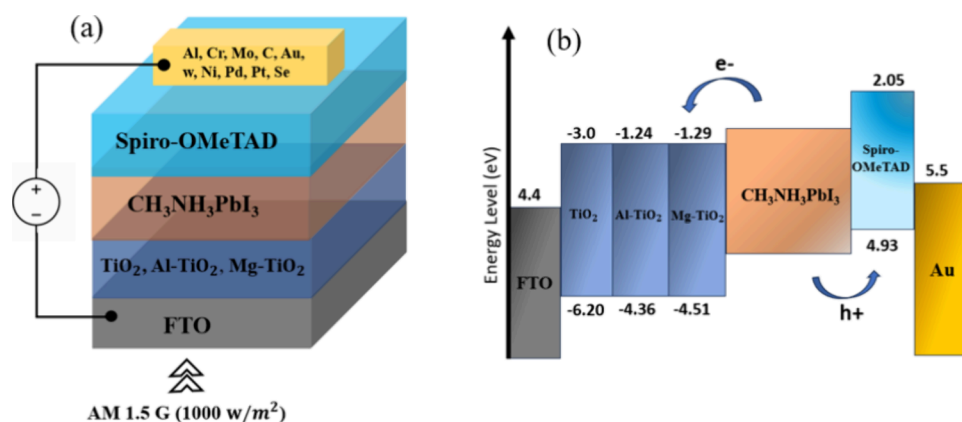 (a)
Al, Cr, Mo, C, Au,
w, Ni, Pd, Pt, Se
Spiro-OMeTAD
CH₃NH₃PbI₃
TiO₂, Al-TiO₂, Mg-TiO₂
FTO
+
−
AM 1.5 G (1000 w/m²)
(b)
Energy Level (eV)
e-
2.05
-3.0 -1.24 -1.29
Spiro-
OMeTAD
5.5
4.4
CH₃NH₃PbI₃
TiO₂ Al-TiO₂ Mg-TiO₂
4.93
FTO
Au
-6.20 -4.36 -4.51
h+